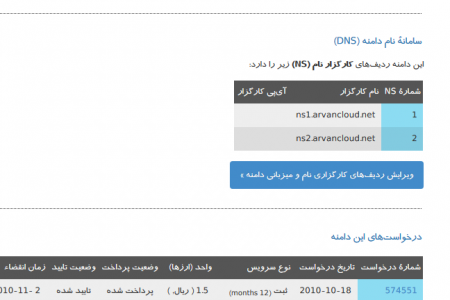 سامانهٔ نام دامنه (DNS)
این دامنه ردیف‌های کارگزار نام (NS) زیر را دارد:
شمارهٔ NS نام کارگزار آی‌پی کارگزار
1 ns1.arvancloud.net
2 ns2.arvancloud.net
ویرایش ردیف‌های کارگزاری نام و میزبانی دامنه »
درخواست‌های این دامنه
شمارهٔ درخواست تاریخ درخواست نوع سرویس واحد (ارزها) وضعیت پرداخت وضعیت تایید زمان انقضاء
574551 2010-10-18 ثبت (12 months) 1.5 ( ریال، ) پرداخت شده تایید شده